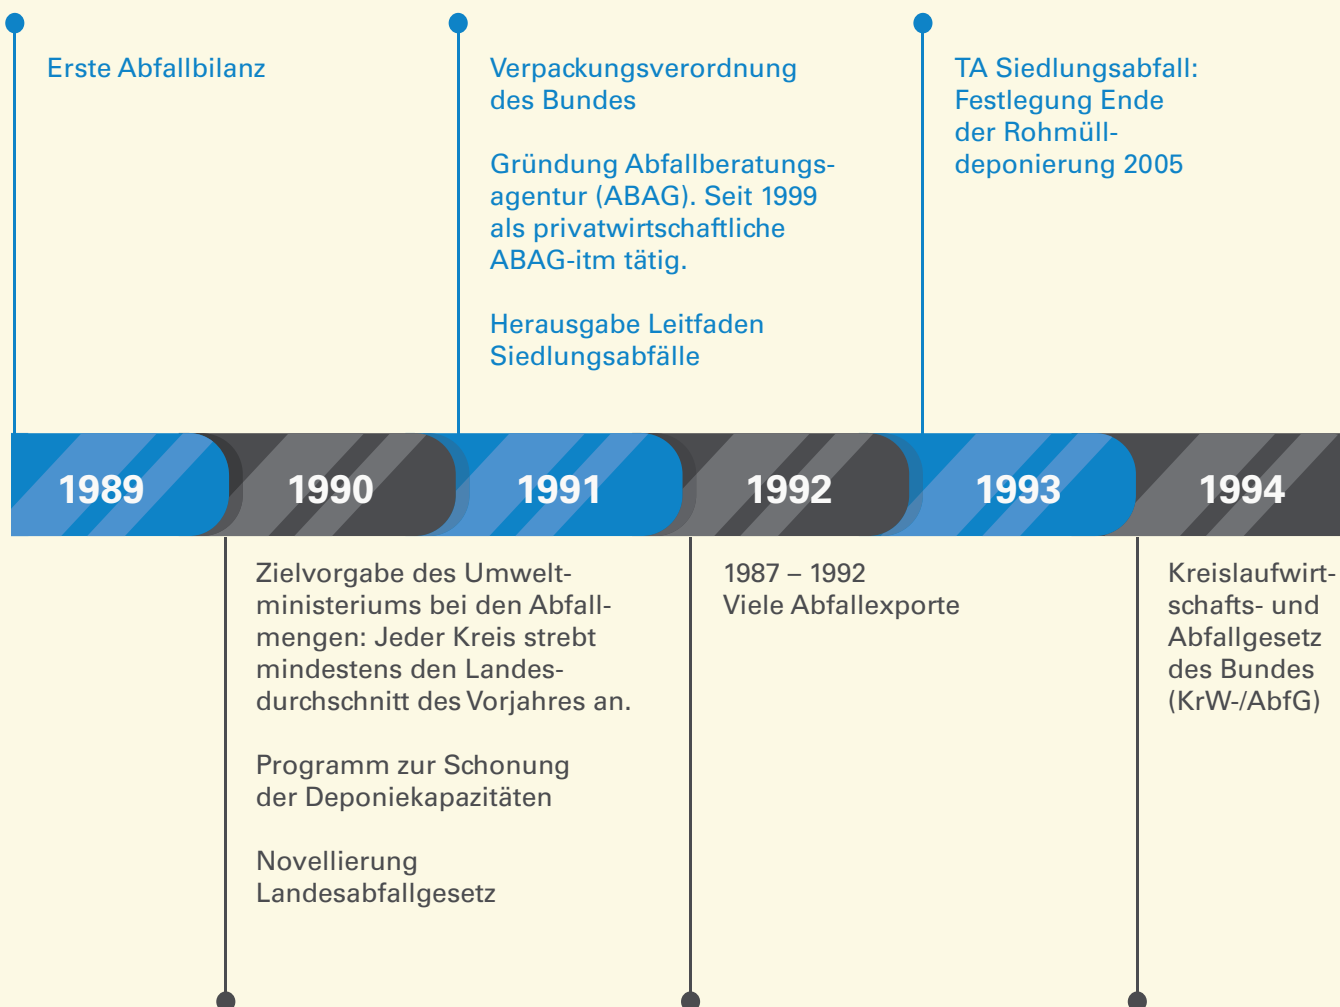 Erste Abfallbilanz
Verpackungsverordnung
des Bundes
Gründung Abfallberatungs-
agentur (ABAG). Seit 1999
als privatwirtschaftliche
ABAG-itm tätig.
Herausgabe Leitfaden
Siedlungsabfälle
TA Siedlungsabfall:
Festlegung Ende
der Rohmüll-
deponierung 2005
1989
1990
1991
1992
1993
1994
Zielvorgabe des Umwelt-
ministeriums bei den Abfall-
mengen: Jeder Kreis strebt
mindestens den Landes-
durchschnitt des Vorjahres an.
Programm zur Schonung
der Deponiekapazitäten
Novellierung
Landesabfallgesetz
1987 – 1992
Viele Abfallexporte
Kreislaufwirt-
schafts- und
Abfallgesetz
des Bundes
(KrW-/AbfG)